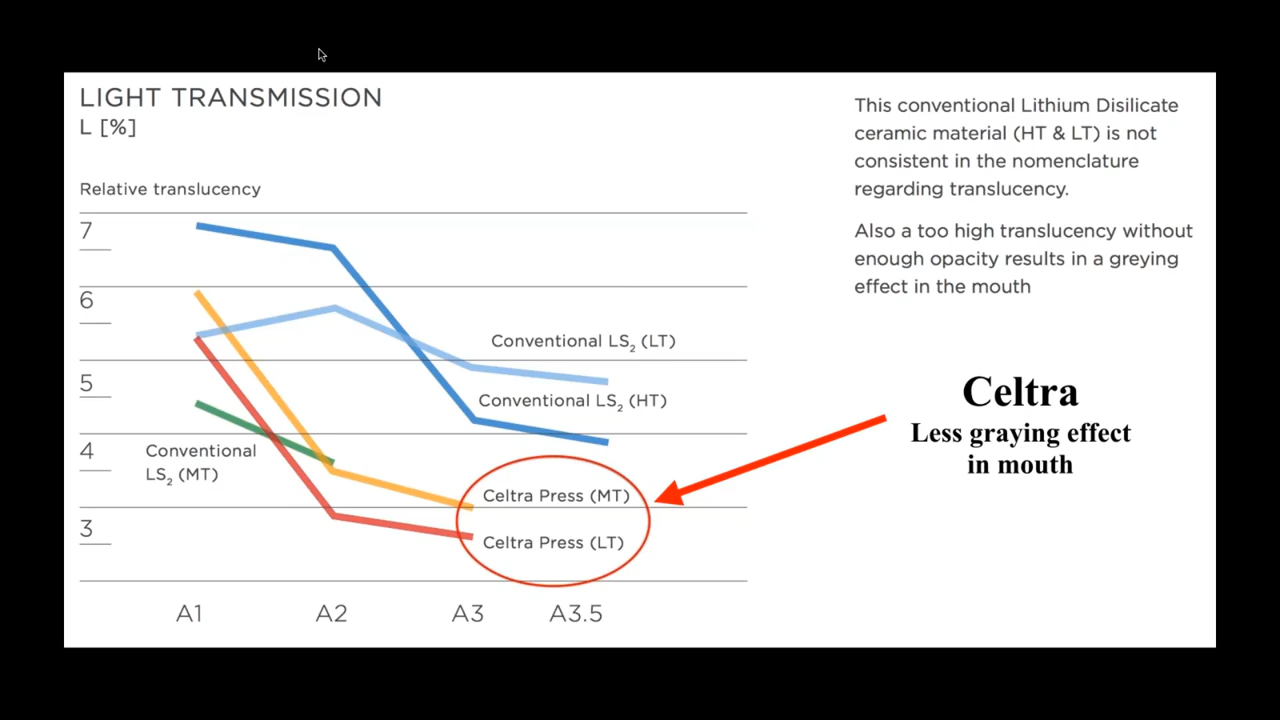 LIGHT TRANSMISSION
L [%]
Relative translucency
7
6
5
4
3
Conventional LS₂ (LT)
Conventional LS₂ (HT)
Conventional
LS₂ (MT)
Celtra Press (MT)
Celtra Press (LT)
A1 A2 A3 A3.5
This conventional Lithium Disilicate
ceramic material (HT & LT) is not
consistent in the nomenclature
regarding translucency.
Also a too high translucency without
enough opacity results in a greying
effect in the mouth
Celtra
Less graying effect
in mouth